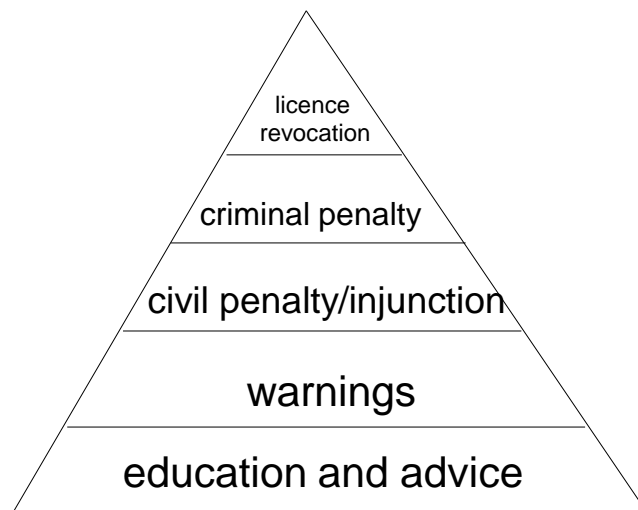 licence
revocation
criminal penalty
civil penalty/injunction
warnings
education and advice